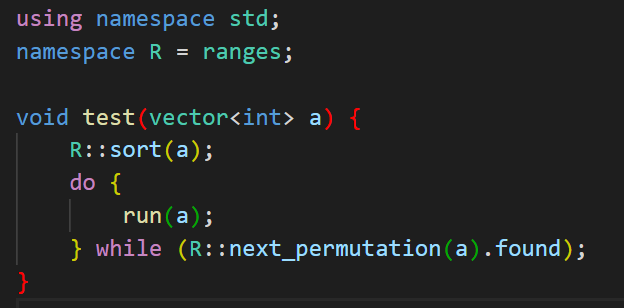 using namespace std;
namespace R = ranges;
void test(vector<int> a) {
R::sort(a);
do {
run(a);
} while (R::next_permutation(a).found);
}